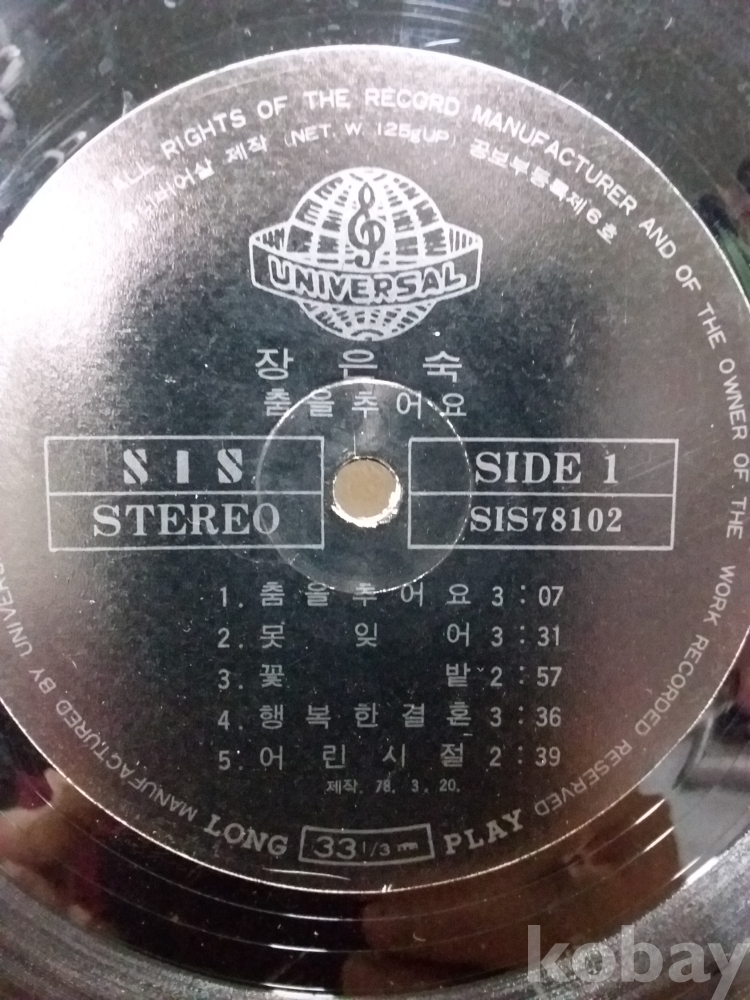 ALL RIGHTS OF THE RECORD MANUFACTURER AND OF THE OWNER OF THE WORK RECORDED RESERVED
제작 (NET. W 125gUP) 공보부등록제6호
UNIVERSAL
장은숙
춤을추어요
SIS
STEREO
SIDE 1
SIS78102
1. 춤을추어요 3:07
2. 못잊어 3:31
3. 꽃밭 2:57
4. 행복한결혼 3:36
5. 어린시절 2:39
제작. 78. 3. 20.
LONG 33 1/3 rpm PLAY
MANUFACTURED BY
kobay